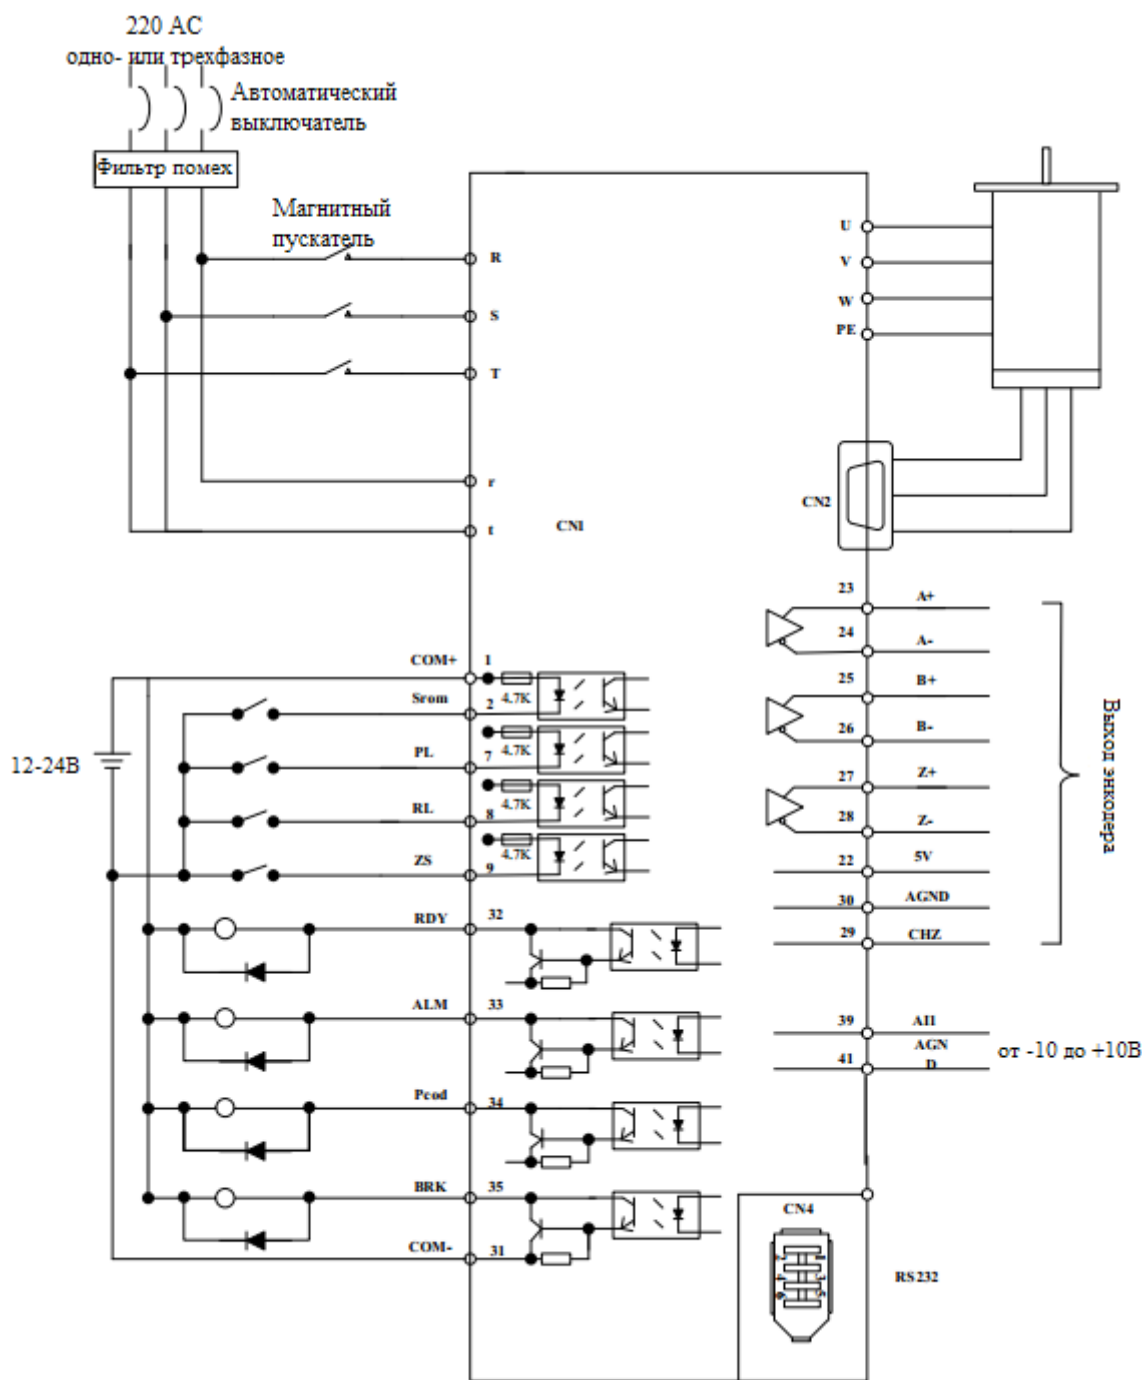 220 AC
одно- или трехфазное
Автоматический
выключатель
Фильтр помех
Магнитный
пускатель
R
S
T
r
t
CN1
U
V
W
PE
CN2
COM+ 1
4.7K
Srom 2
4.7K
PL 7
4.7K
RL 8
4.7K
ZS 9
12-24В
RDY 32
ALM 33
Pcod 34
BRK 35
COM- 31
23 A+
24 A-
25 B+
26 B-
27 Z+
28 Z-
22 5V
30 AGND
29 CHZ
Выход энкодера
39 AI1
41 AGN
D
от -10 до +10В
CN4
RS232